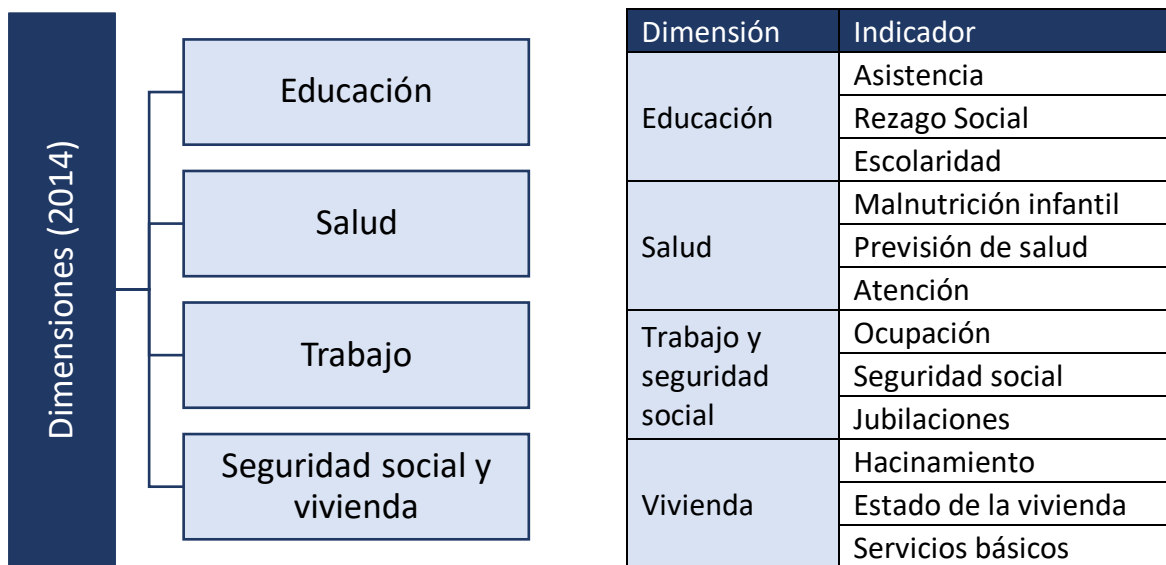 Dimensiones (2014)
Educación
Salud
Trabajo
Seguridad social y
vivienda
Dimensión Indicador
Educación
Asistencia
Rezago Social
Escolaridad
Salud
Malnutrición infantil
Previsión de salud
Atención
Trabajo y
seguridad
social
Ocupación
Seguridad social
Jubilaciones
Vivienda
Hacinamiento
Estado de la vivienda
Servicios básicos